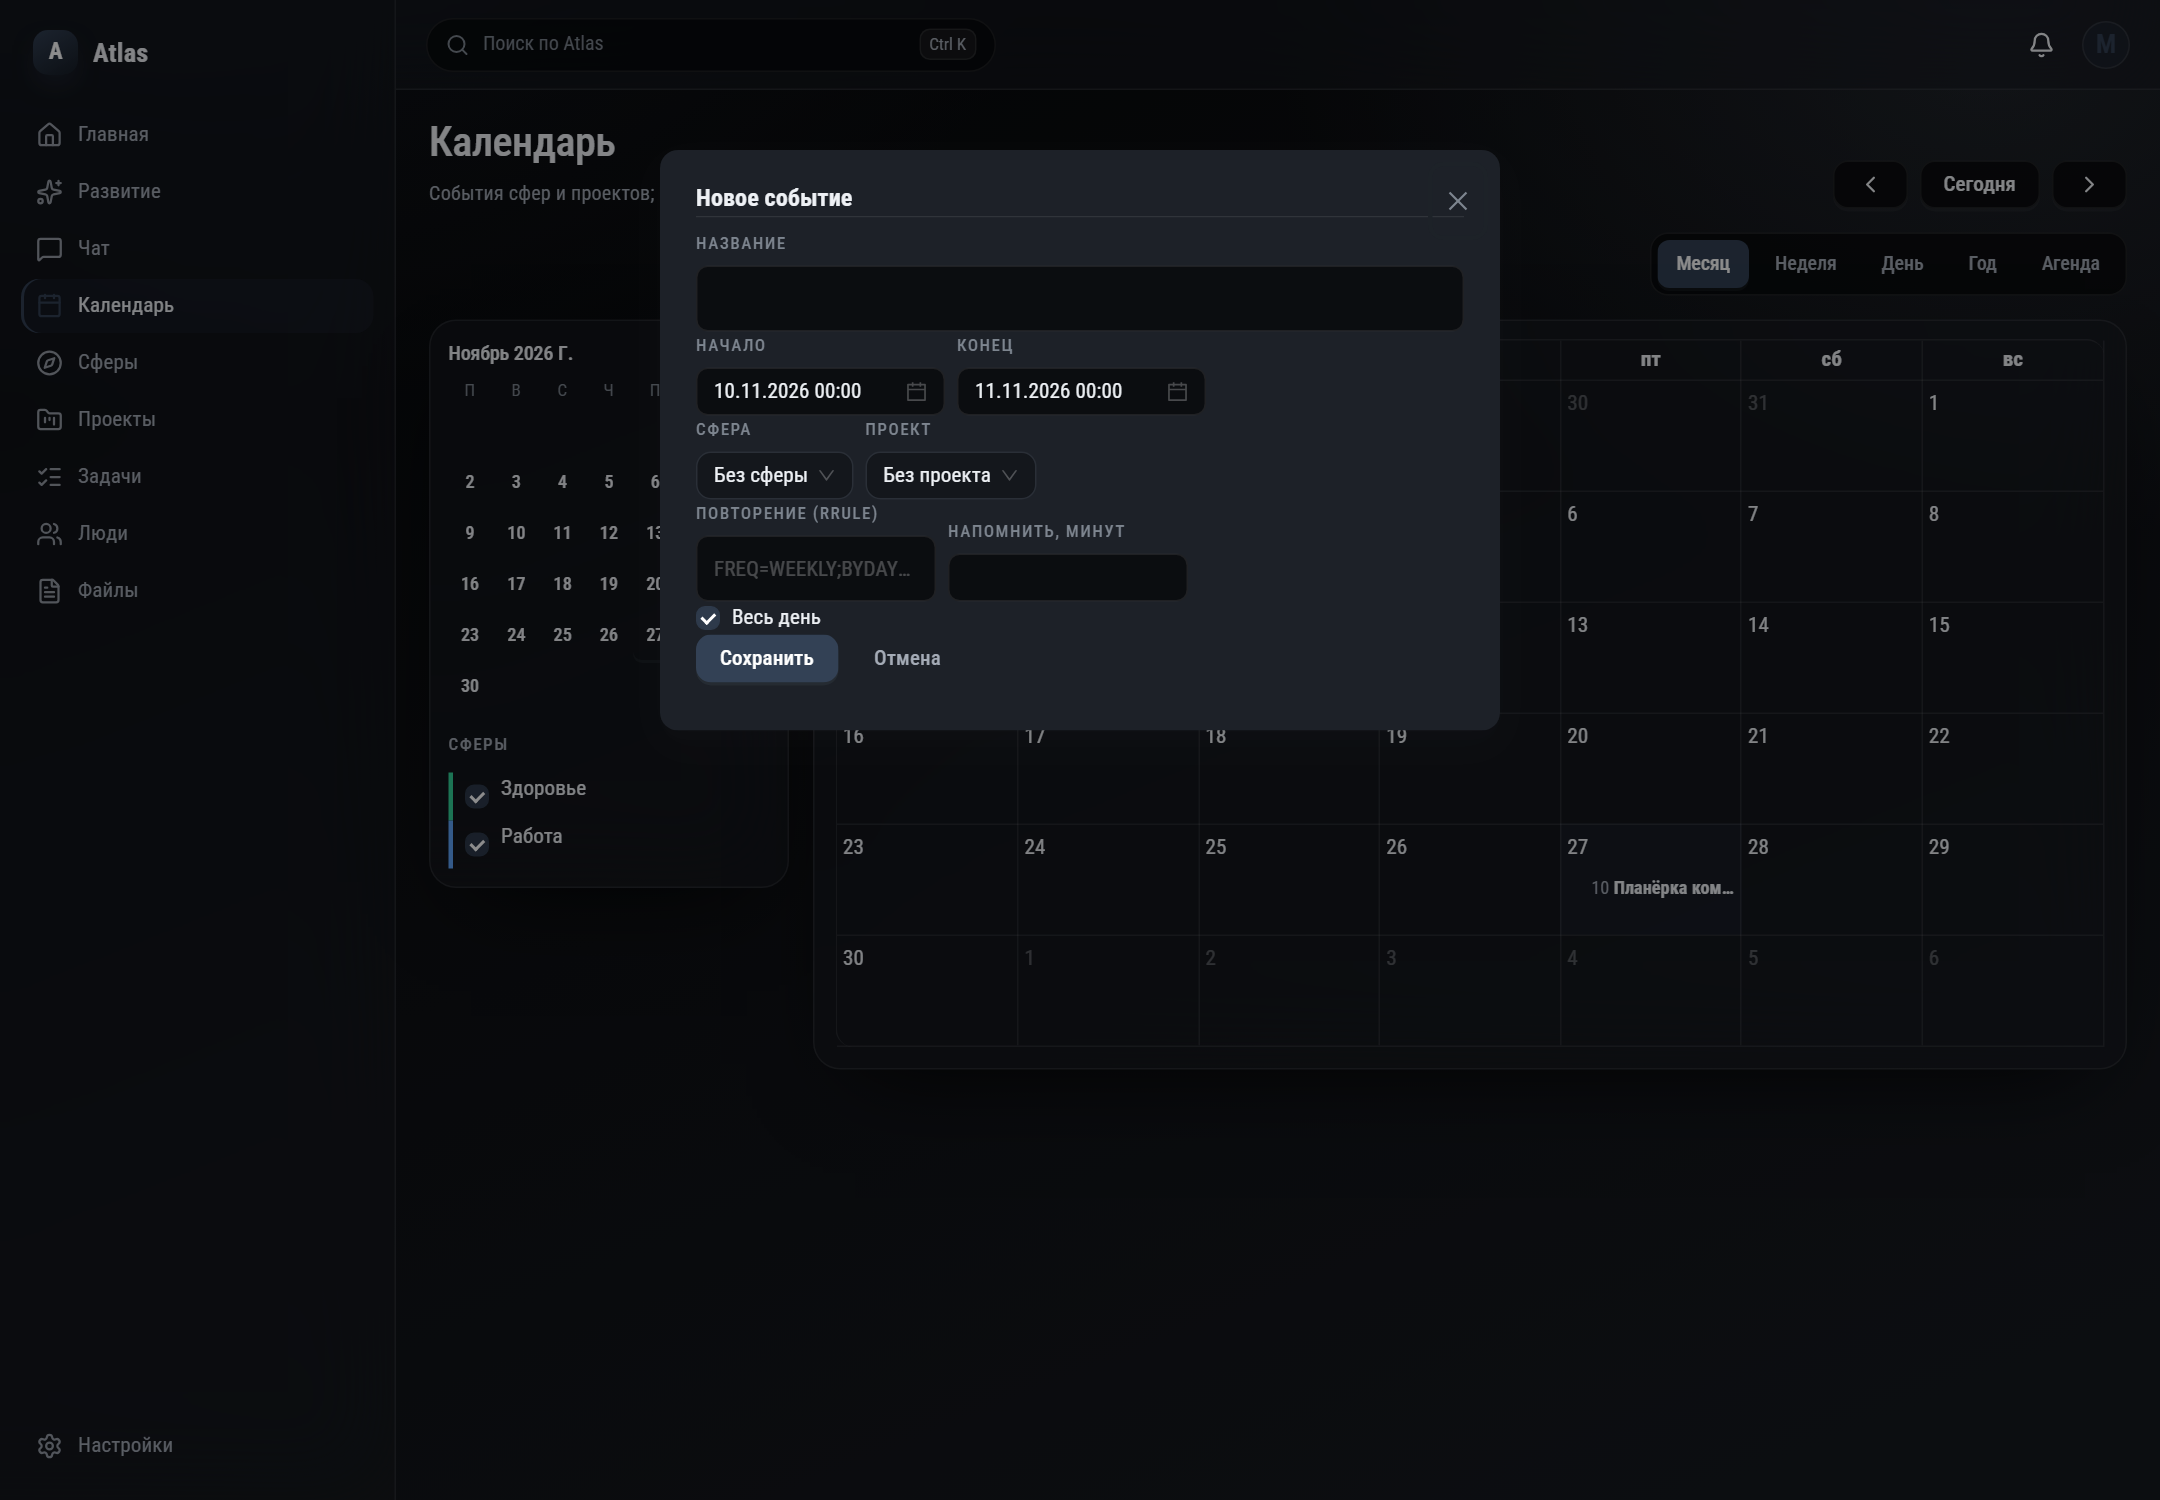 A Atlas
Поиск по Atlas Ctrl K
M
Главная
Развитие
Чат
Календарь
Сферы
Проекты
Задачи
Люди
Файлы
Настройки
Календарь
События сфер и проектов;
Сегодня
Месяц Неделя День Год Агенда
Ноябрь 2026 Г.
П В С Ч П
2 3 4 5 6
9 10 11 12 13
16 17 18 19 20
23 24 25 26 27
30
СФЕРЫ
Здоровье
Работа
Новое событие
НАЗВАНИЕ
НАЧАЛО КОНЕЦ
10.11.2026 00:00 11.11.2026 00:00
СФЕРА ПРОЕКТ
Без сферы Без проекта
ПОВТОРЕНИЕ (RRULE) НАПОМНИТЬ, МИНУТ
FREQ=WEEKLY;BYDAY…
Весь день
Сохранить Отмена
пт сб вс
30 31 1
6 7 8
13 14 15
16 17 18 19 20 21 22
23 24 25 26 27 28 29
10 Планёрка ком…
30 1 2 3 4 5 6